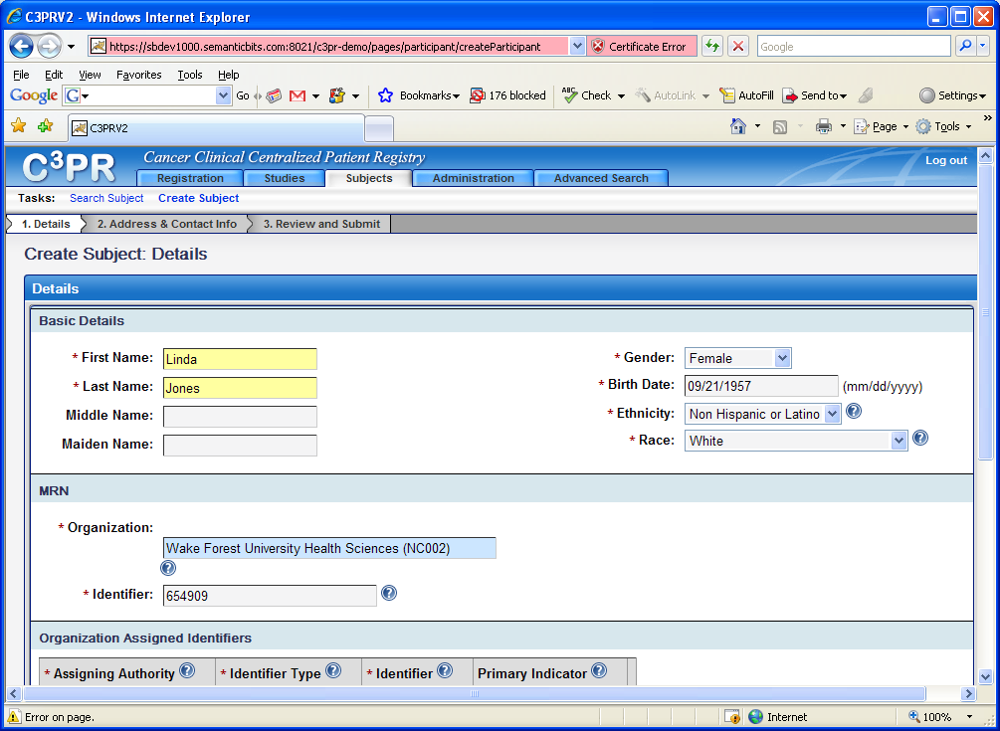 C3PRV2 - Windows Internet Explorer
https://sbdev1000.semanticbits.com:8021/c3pr-demo/pages/participant/createParticipant
Certificate Error
Google
File Edit View Favorites Tools Help
Google G Go Bookmarks 176 blocked ABC Check AutoLink AutoFill Send to Settings
C3PRV2 Page Tools »
C3PR Cancer Clinical Centralized Patient Registry Log out
Registration Studies Subjects Administration Advanced Search
Tasks: Search Subject Create Subject
1. Details 2. Address & Contact Info 3. Review and Submit
Create Subject: Details
Details
Basic Details
* First Name: Linda
* Last Name: Jones
Middle Name:
Maiden Name:
* Gender: Female
* Birth Date: 09/21/1957 (mm/dd/yyyy)
* Ethnicity: Non Hispanic or Latino ?
* Race: White ?
MRN
* Organization:
Wake Forest University Health Sciences (NC002)
?
* Identifier: 654909 ?
Organization Assigned Identifiers
* Assigning Authority ? * Identifier Type ? * Identifier ? Primary Indicator ?
Error on page. Internet 100%